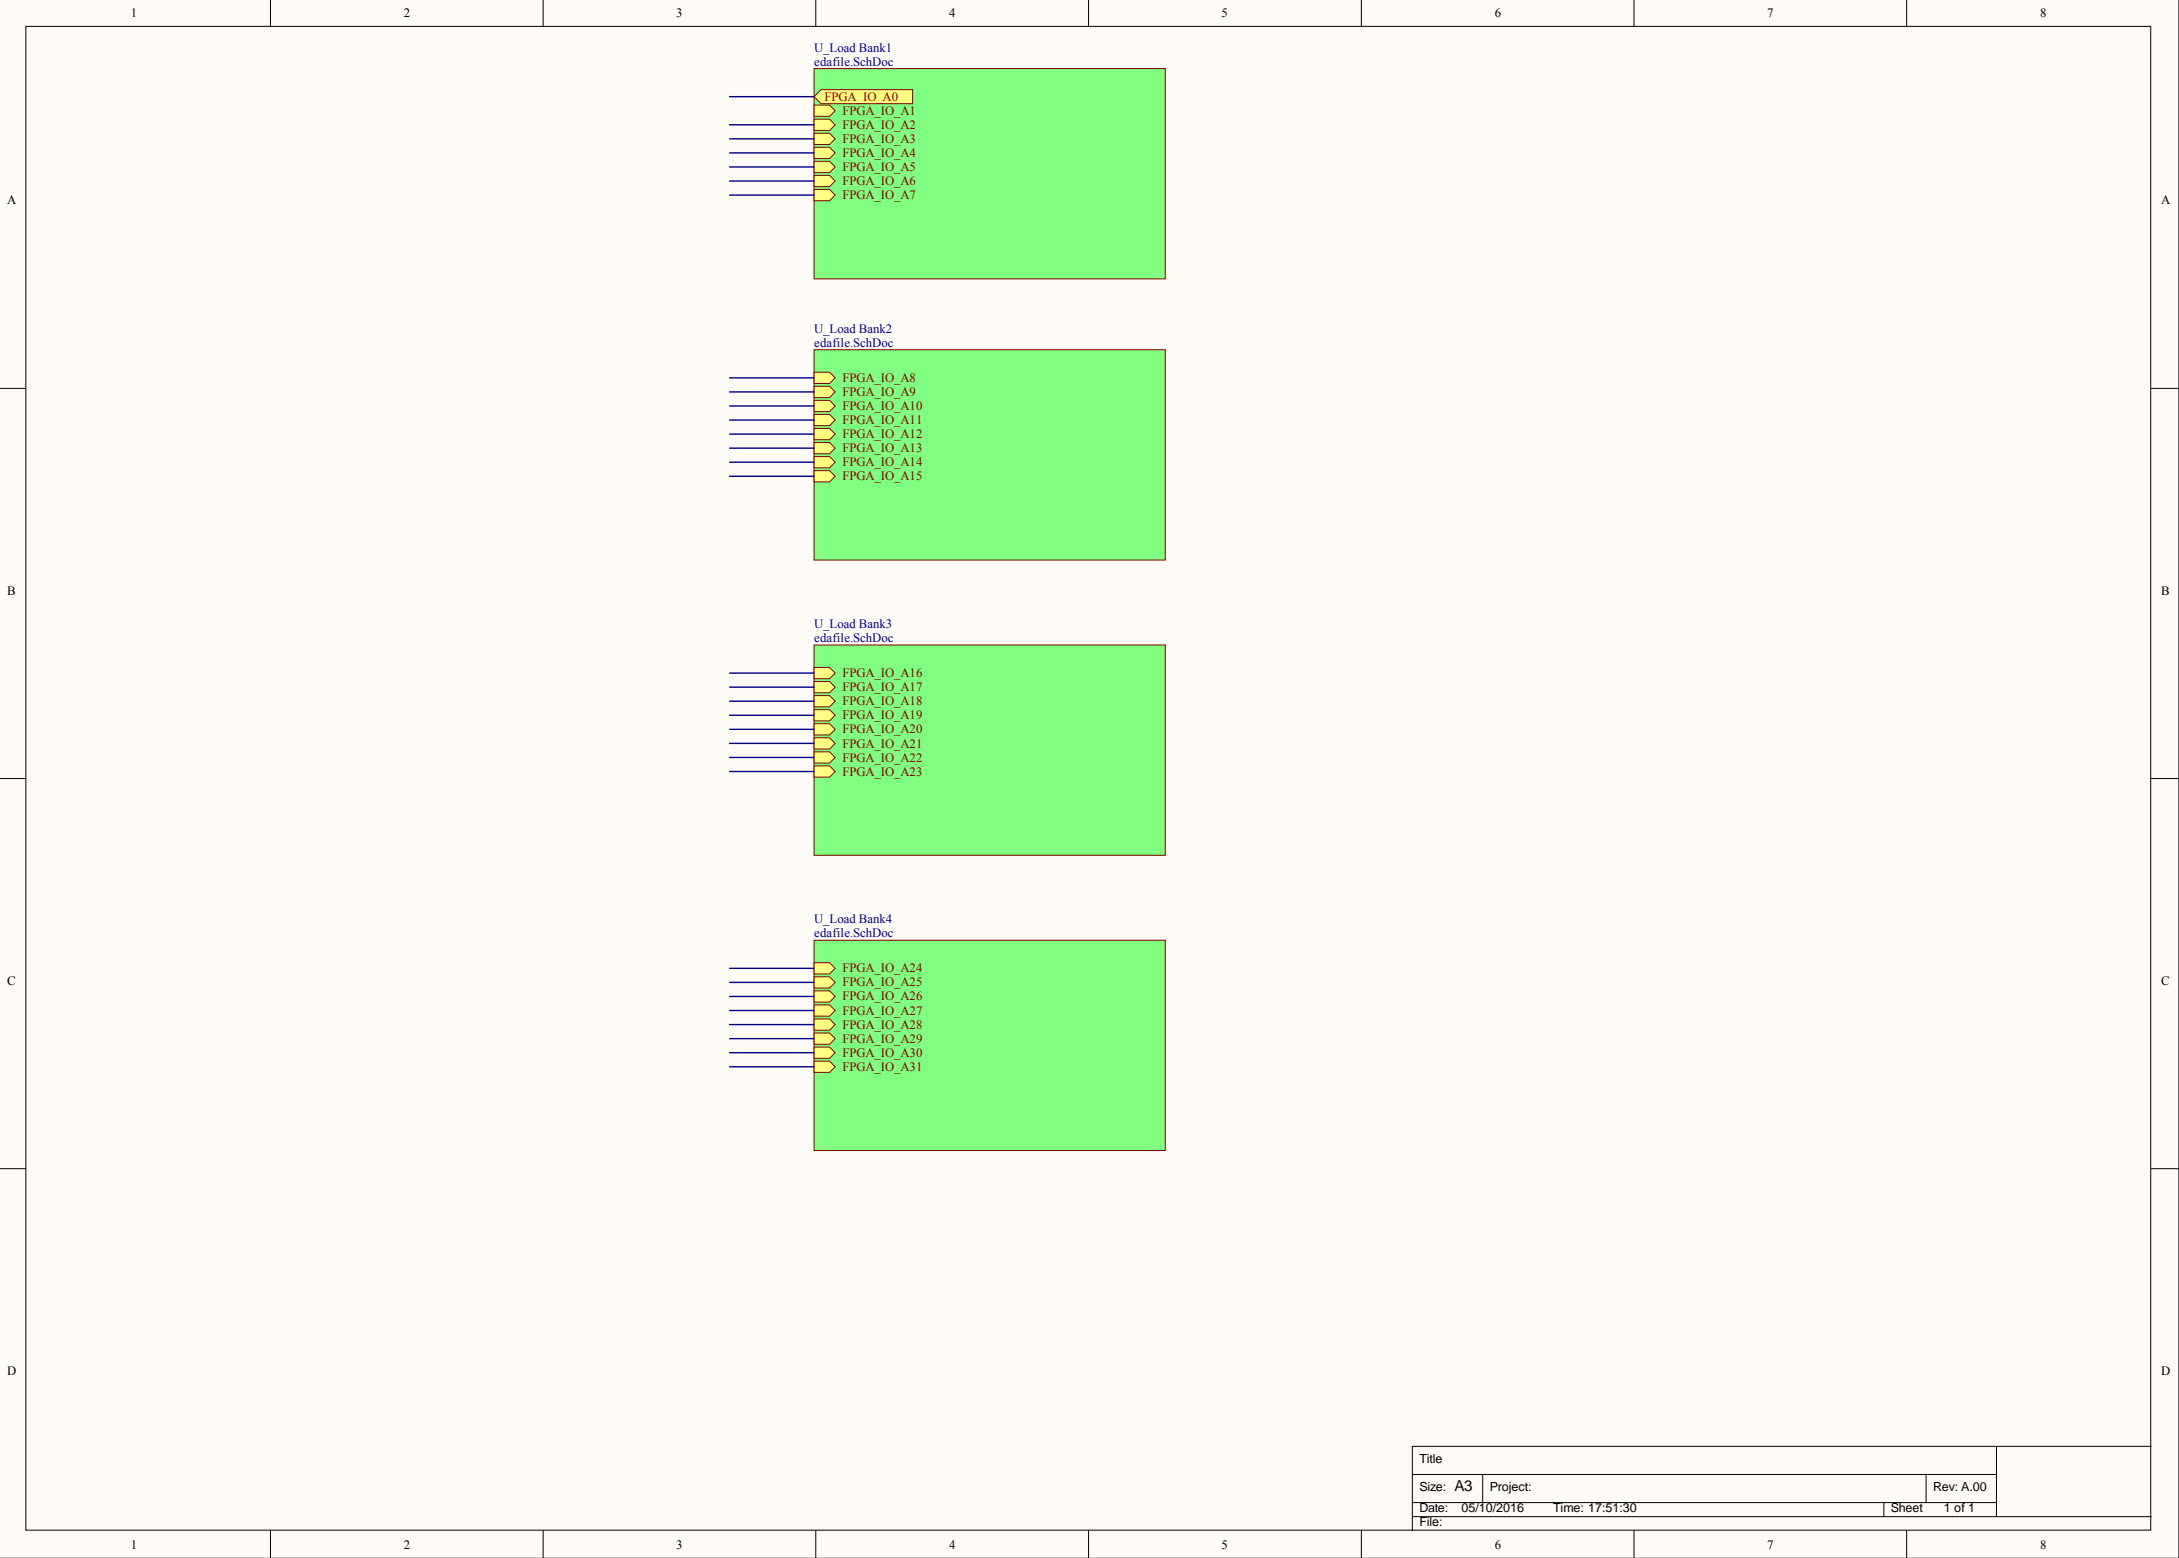 1 2 3 4 5 6 7 8
U_Load Bank1
edafile.SchDoc
FPGA_IO_A0
FPGA_IO_A1
FPGA_IO_A2
FPGA_IO_A3
FPGA_IO_A4
FPGA_IO_A5
FPGA_IO_A6
FPGA_IO_A7
A A
U_Load Bank2
edafile.SchDoc
FPGA_IO_A8
FPGA_IO_A9
FPGA_IO_A10
FPGA_IO_A11
FPGA_IO_A12
FPGA_IO_A13
FPGA_IO_A14
FPGA_IO_A15
B B
U_Load Bank3
edafile.SchDoc
FPGA_IO_A16
FPGA_IO_A17
FPGA_IO_A18
FPGA_IO_A19
FPGA_IO_A20
FPGA_IO_A21
FPGA_IO_A22
FPGA_IO_A23
U_Load Bank4
edafile.SchDoc
FPGA_IO_A24
C C
FPGA_IO_A25
FPGA_IO_A26
FPGA_IO_A27
FPGA_IO_A28
FPGA_IO_A29
FPGA_IO_A30
FPGA_IO_A31
D D
Title
Size: A3 Project: Rev: A.00
Date: 05/10/2016 Time: 17:51:30 Sheet 1 of 1
File:
1 2 3 4 5 6 7 8